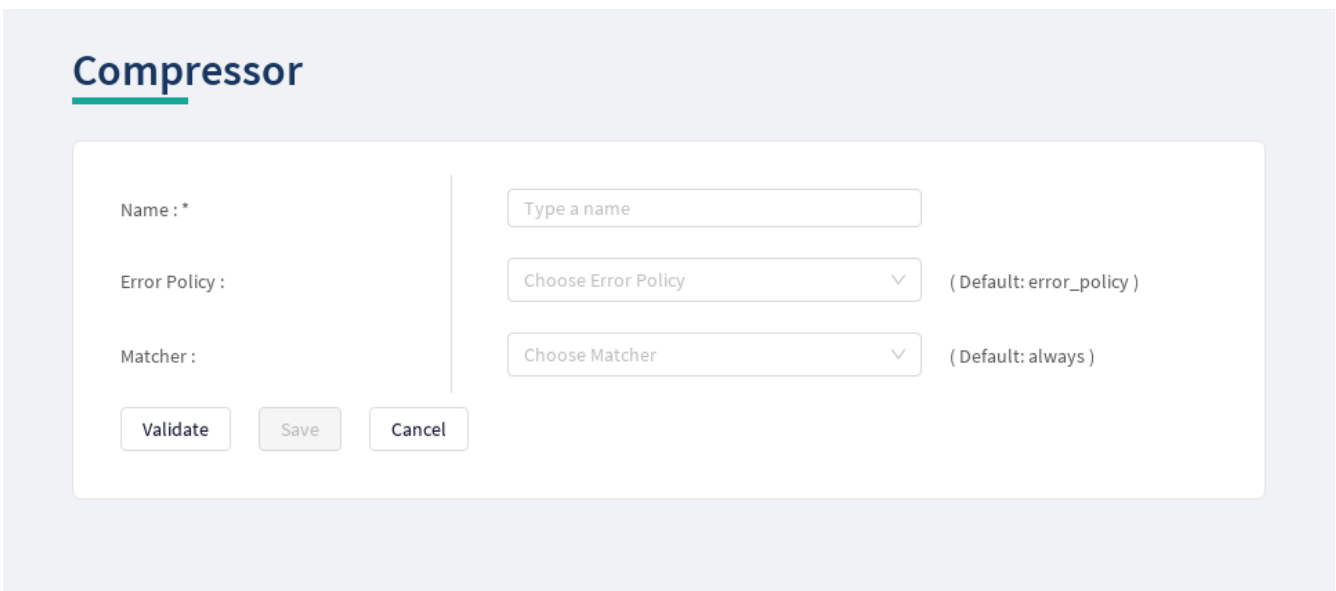 Compressor
Name : * Type a name
Error Policy : Choose Error Policy ( Default: error_policy )
Matcher : Choose Matcher ( Default: always )
Validate Save Cancel